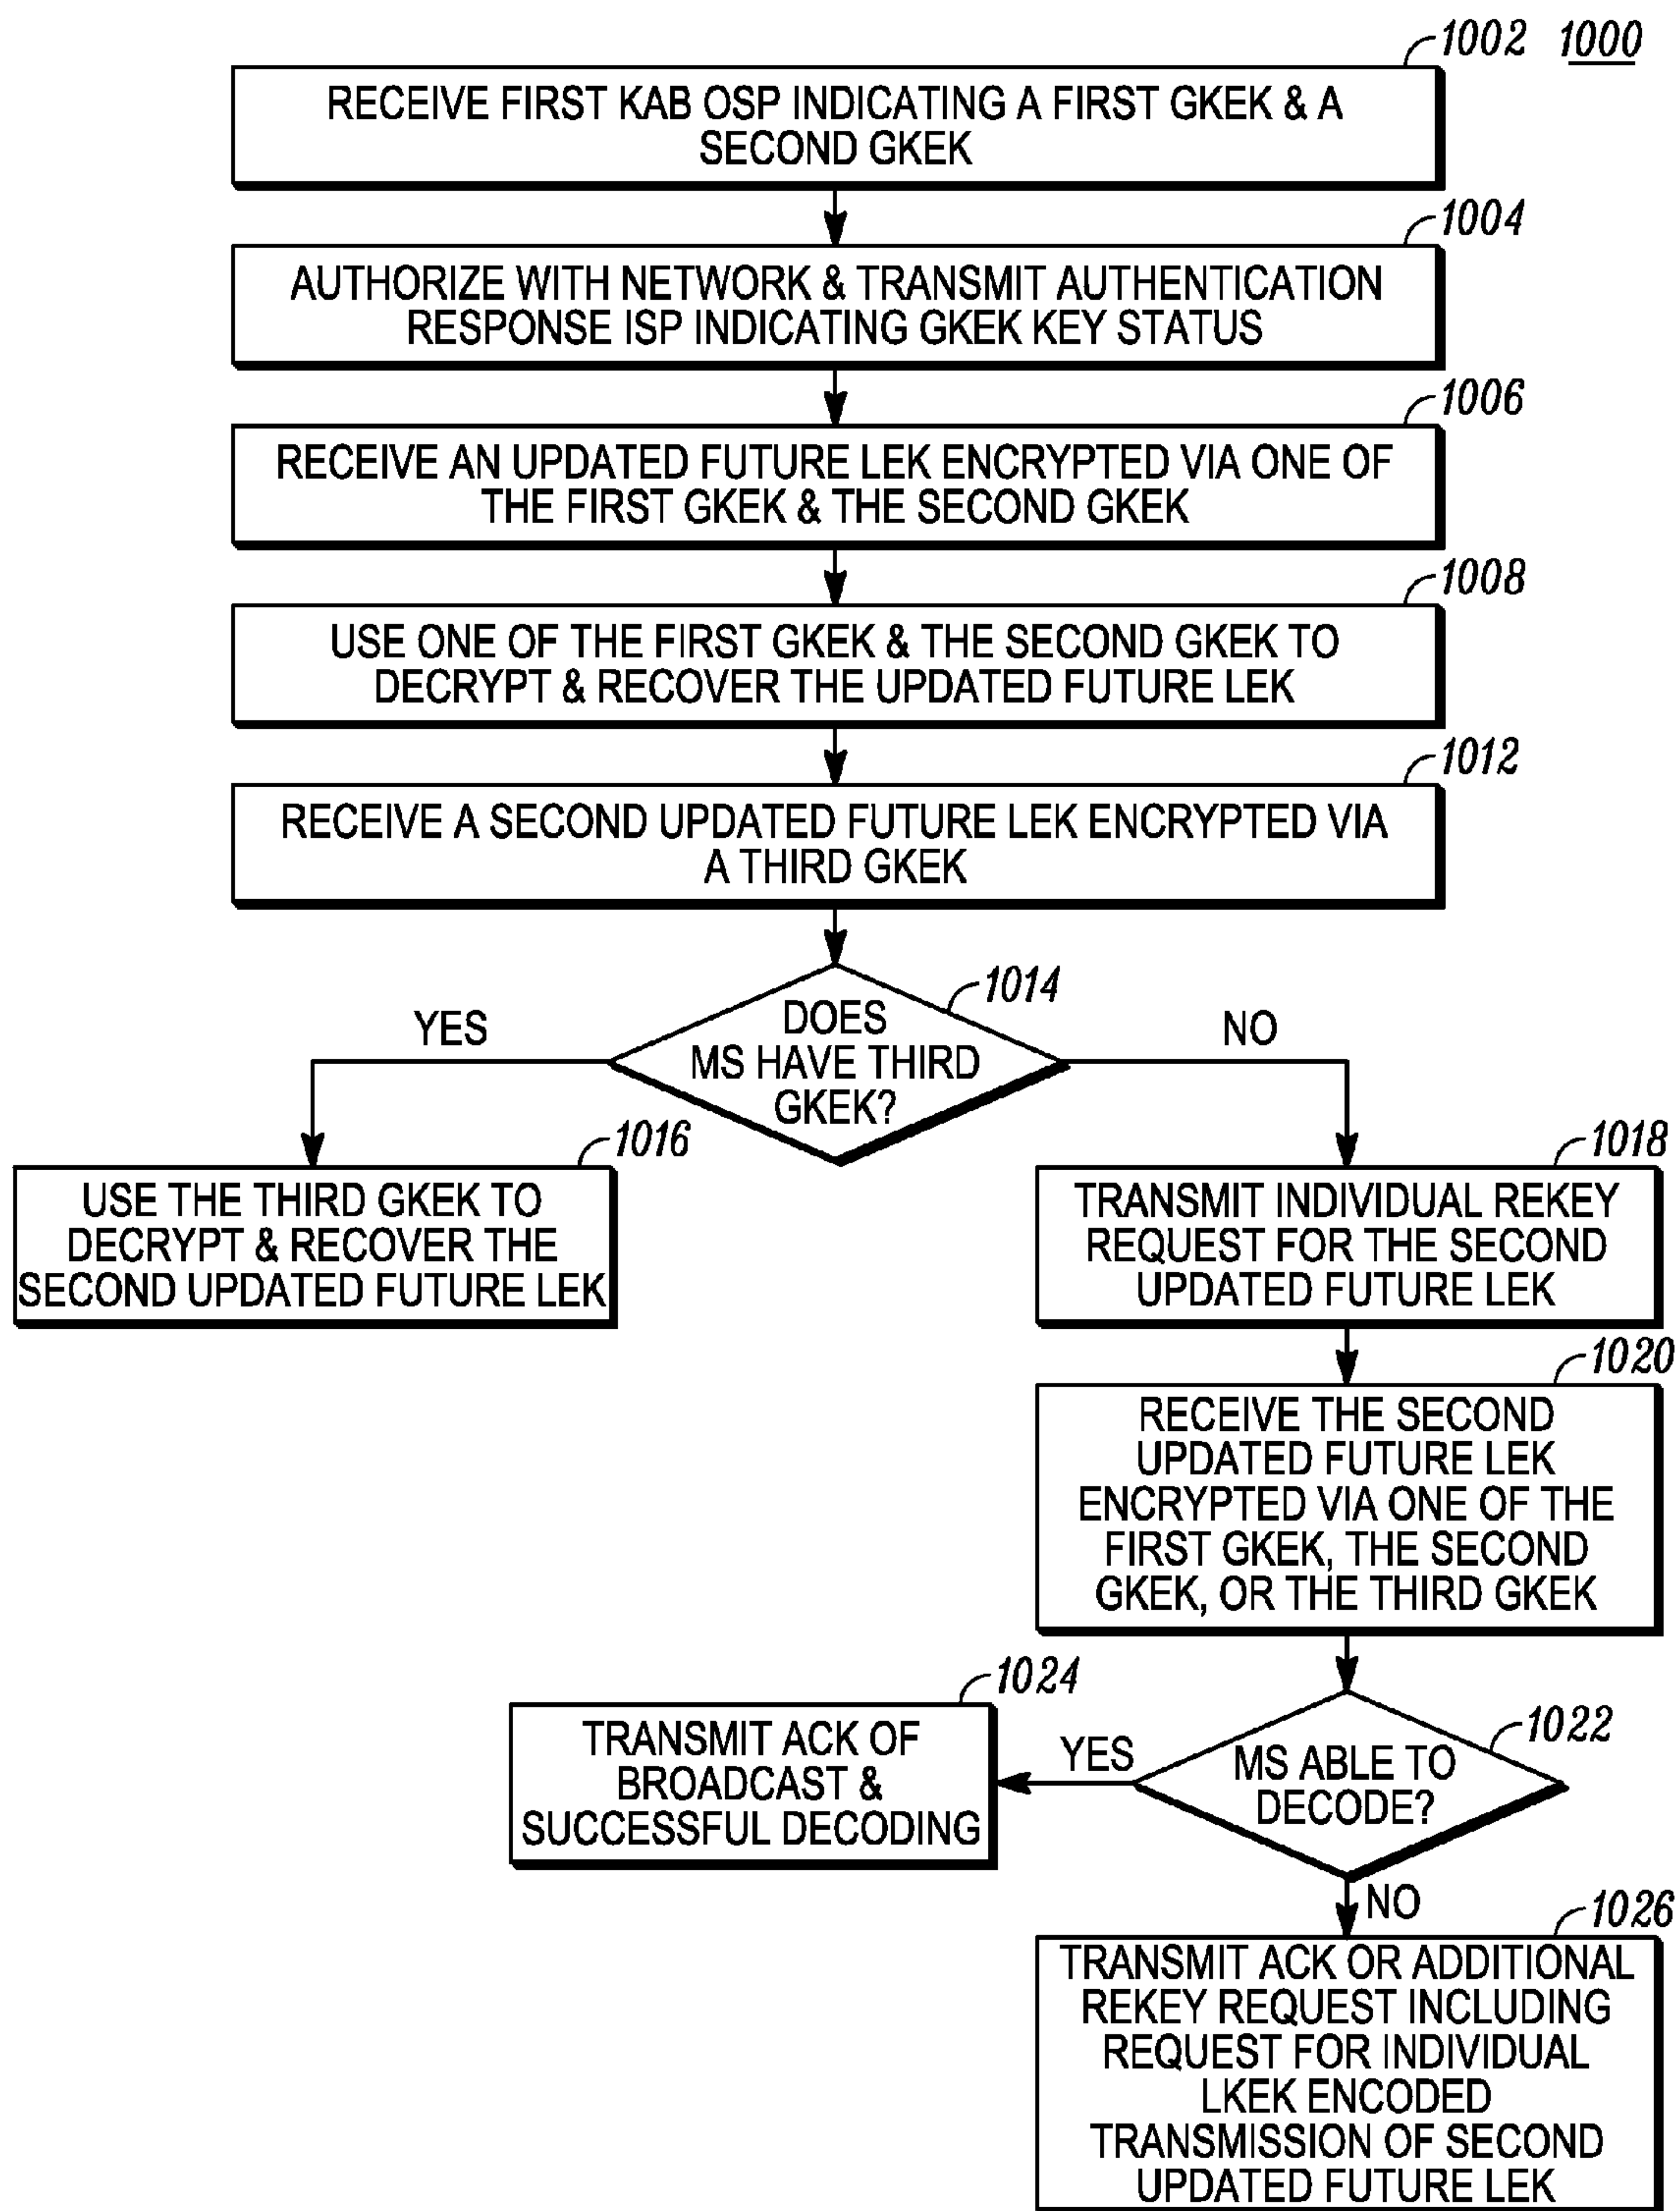 1002 1000
RECEIVE FIRST KAB OSP INDICATING A FIRST GKEK & A
SECOND GKEK
1004
AUTHORIZE WITH NETWORK & TRANSMIT AUTHENTICATION
RESPONSE ISP INDICATING GKEK KEY STATUS
1006
RECEIVE AN UPDATED FUTURE LEK ENCRYPTED VIA ONE OF
THE FIRST GKEK & THE SECOND GKEK
1008
USE ONE OF THE FIRST GKEK & THE SECOND GKEK TO
DECRYPT & RECOVER THE UPDATED FUTURE LEK
1012
RECEIVE A SECOND UPDATED FUTURE LEK ENCRYPTED VIA
A THIRD GKEK
1014
DOES
MS HAVE THIRD
GKEK?
YES
NO
1016
USE THE THIRD GKEK TO
DECRYPT & RECOVER THE
SECOND UPDATED FUTURE LEK
1018
TRANSMIT INDIVIDUAL REKEY
REQUEST FOR THE SECOND
UPDATED FUTURE LEK
1020
RECEIVE THE SECOND
UPDATED FUTURE LEK
ENCRYPTED VIA ONE OF THE
FIRST GKEK, THE SECOND
GKEK, OR THE THIRD GKEK
1022
MS ABLE TO
DECODE?
YES
1024
TRANSMIT ACK OF
BROADCAST &
SUCCESSFUL DECODING
NO
1026
TRANSMIT ACK OR ADDITIONAL
REKEY REQUEST INCLUDING
REQUEST FOR INDIVIDUAL
LKEK ENCODED
TRANSMISSION OF SECOND
UPDATED FUTURE LEK